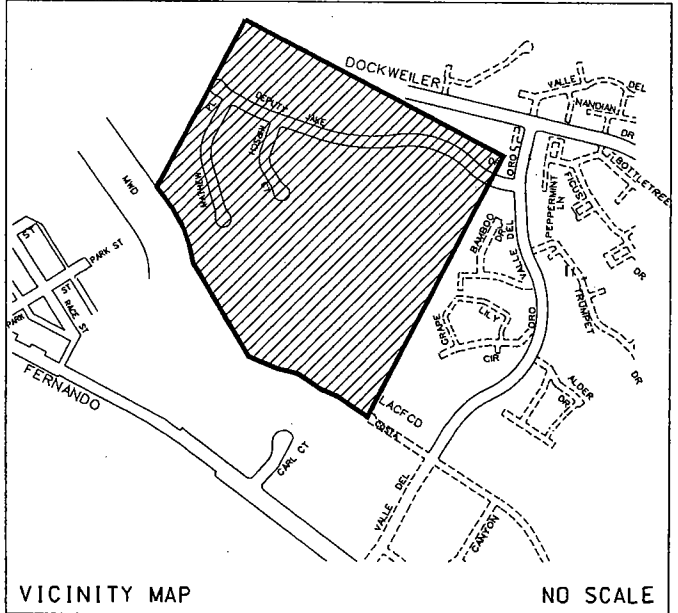 DOCKWEILER
VALLE
DEL
NANDIAN
DR
BOTTLETREE
DEPUTY
JAKE
DR
ORO
PEPPERMINT
LN
FICUS
DR
MWD
BAMBOO
DR
DEL
VALLE
TRUMPET
DR
ST
PARK ST
ST
PARK
RACE ST
GRAPE
LILY
CIR
ORO
ALDER
DR
FERNANDO
LACFCD
CARL CT
VALLE
DEL
CANYON
VICINITY MAP
NO SCALE